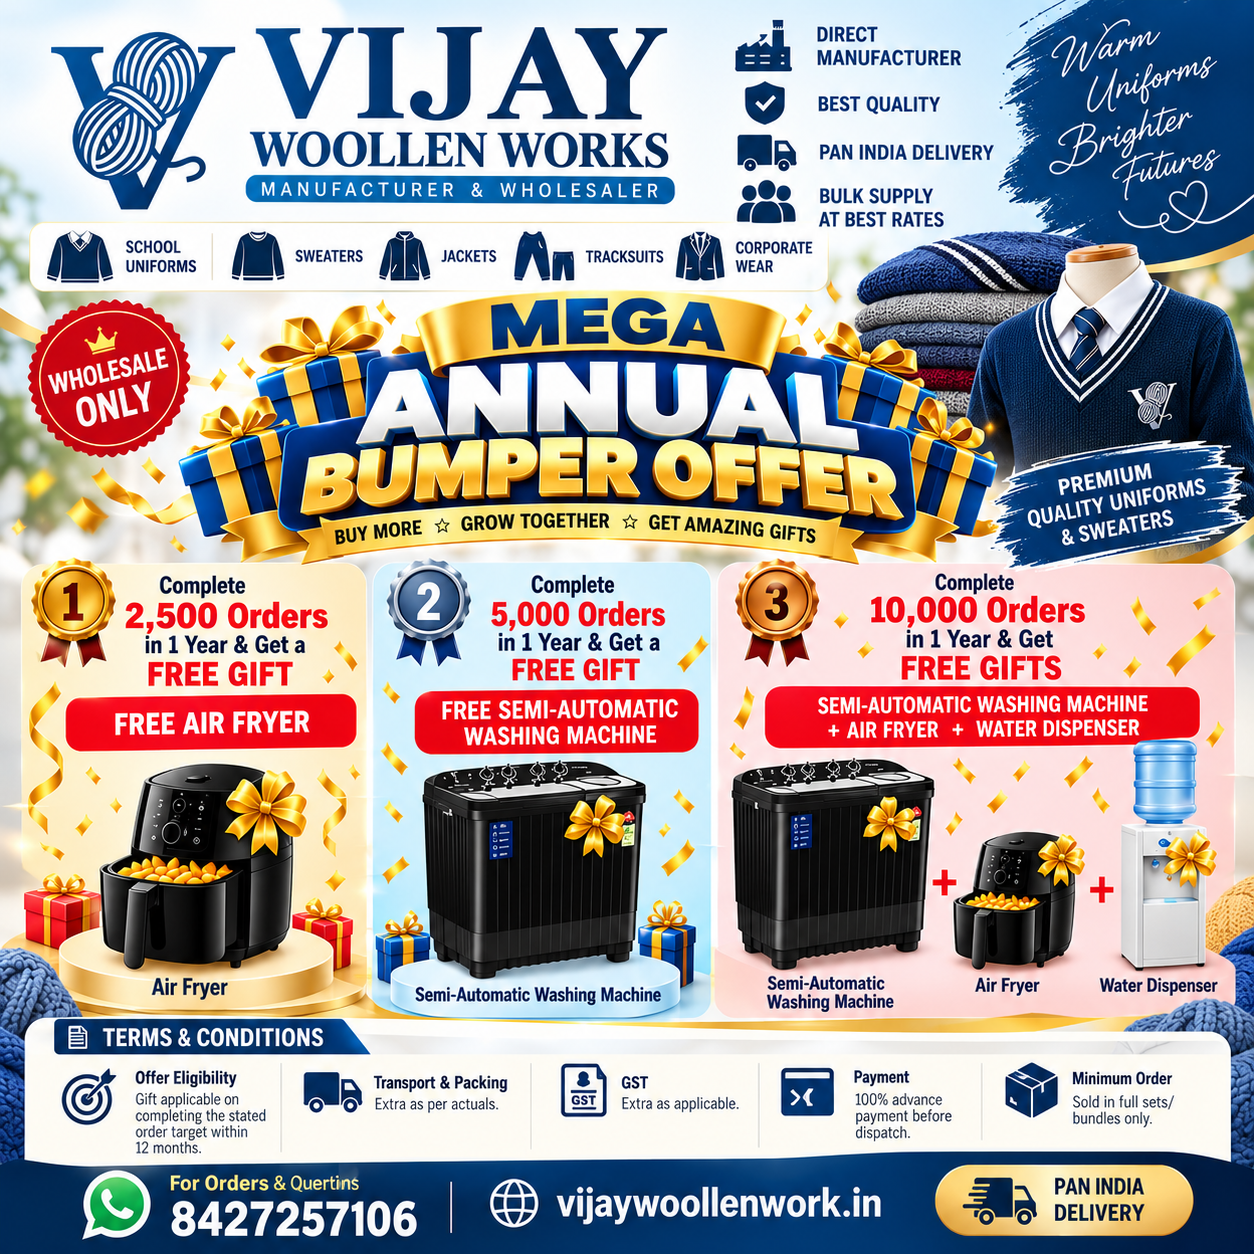 VIJAY
WOOLLEN WORKS
MANUFACTURER & WHOLESALER
DIRECT
MANUFACTURER
BEST QUALITY
PAN INDIA DELIVERY
BULK SUPPLY
AT BEST RATES
Warm
Uniforms
Brighter
Futures
SCHOOL
UNIFORMS
SWEATERS
JACKETS
TRACKSUITS
CORPORATE
WEAR
WHOLESALE
ONLY
MEGA
ANNUAL
BUMPER OFFER
BUY MORE ☆ GROW TOGETHER ☆ GET AMAZING GIFTS
PREMIUM
QUALITY UNIFORMS
& SWEATERS
1
Complete
2,500 Orders
in 1 Year & Get a
FREE GIFT
FREE AIR FRYER
Air Fryer
2
Complete
5,000 Orders
in 1 Year & Get a
FREE GIFT
FREE SEMI-AUTOMATIC
WASHING MACHINE
Semi-Automatic Washing Machine
3
Complete
10,000 Orders
in 1 Year & Get
FREE GIFTS
SEMI-AUTOMATIC WASHING MACHINE
+ AIR FRYER + WATER DISPENSER
+
+
Semi-Automatic
Washing Machine
Air Fryer
Water Dispenser
TERMS & CONDITIONS
Offer Eligibility
Gift applicable on
completing the stated
order target within
12 months.
Transport & Packing
Extra as per actuals.
GST
GST
Extra as applicable.
Payment
100% advance
payment before
dispatch.
Minimum Order
Sold in full sets/
bundles only.
For Orders & Quertins
8427257106
vijaywoollenwork.in
PAN INDIA
DELIVERY